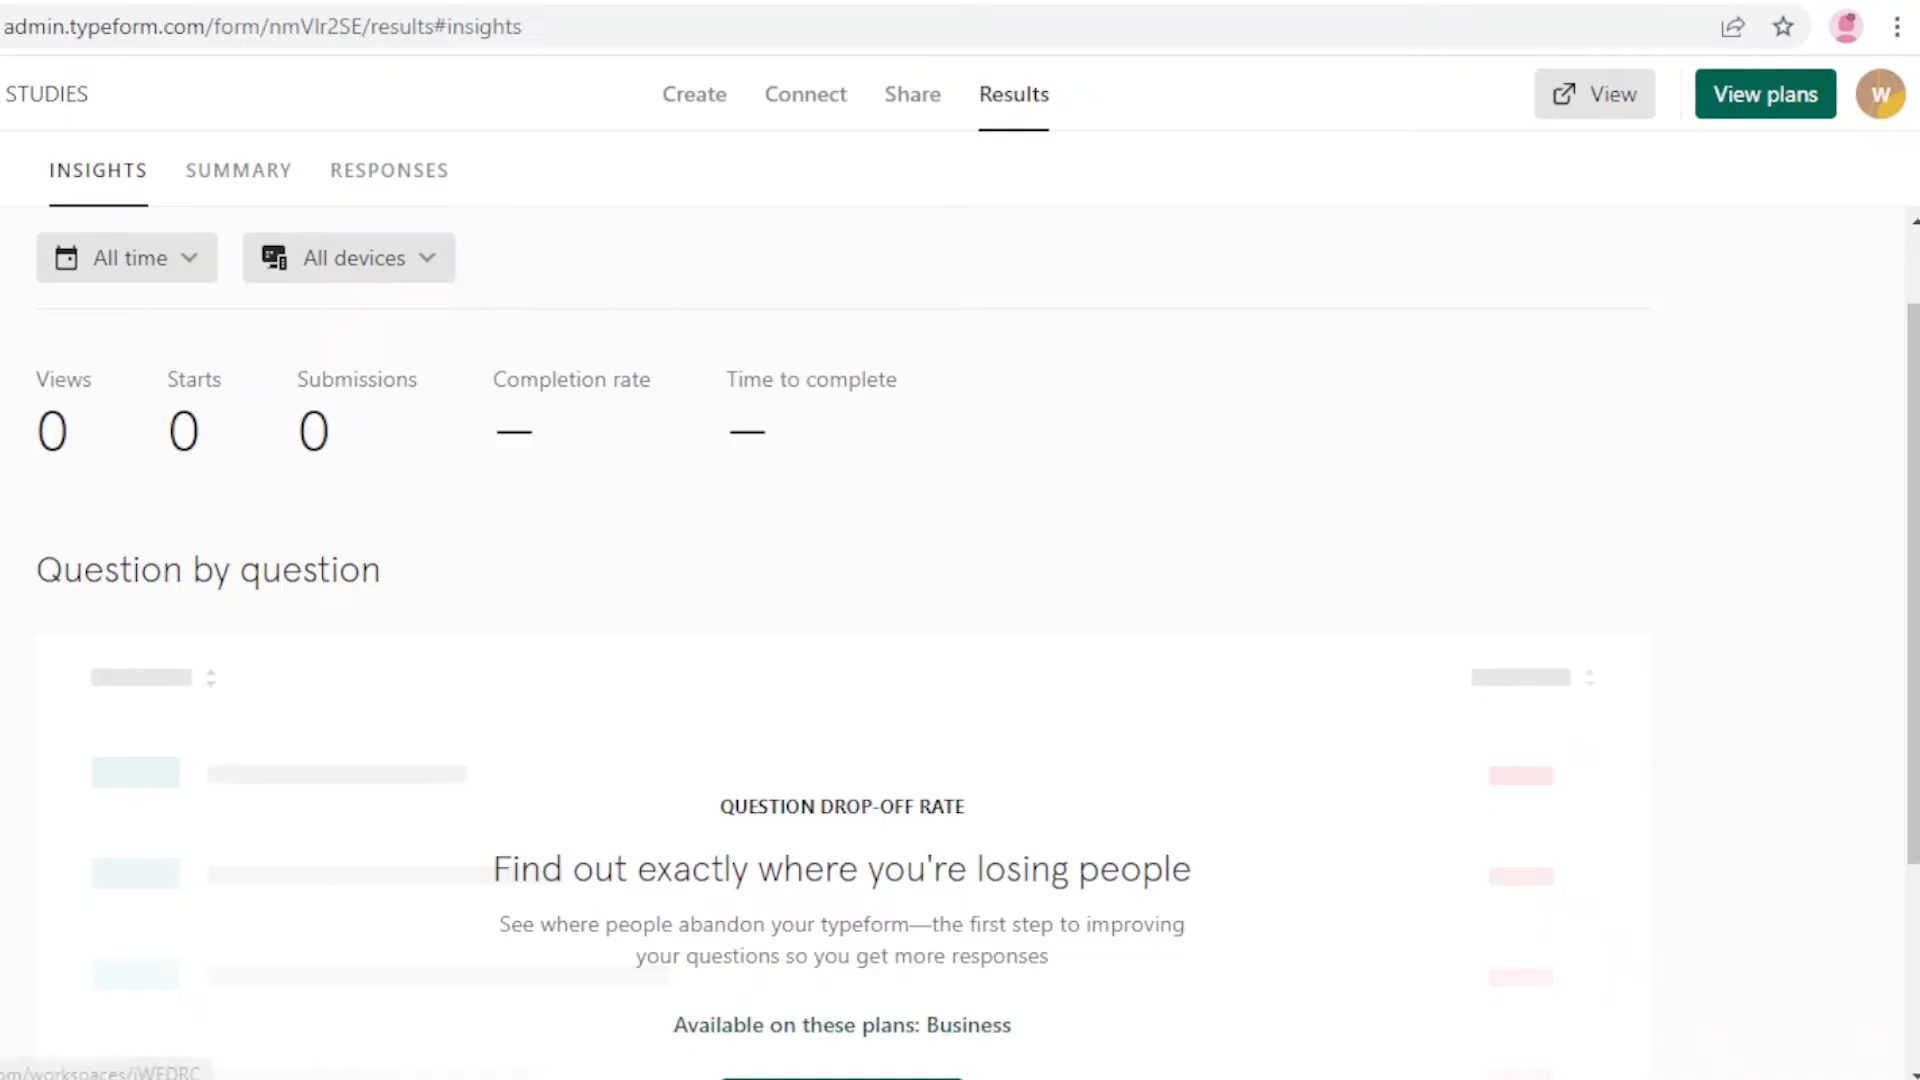 admin.typeform.com/form/nmVlr2SE/results#insights
STUDIES
Create
Connect
Share
Results
View
View plans
W
INSIGHTS
SUMMARY
RESPONSES
All time
All devices
Views
Starts
Submissions
Completion rate
Time to complete
0
0
0
—
—
Question by question
QUESTION DROP-OFF RATE
Find out exactly where you're losing people
See where people abandon your typeform—the first step to improving
your questions so you get more responses
Available on these plans: Business